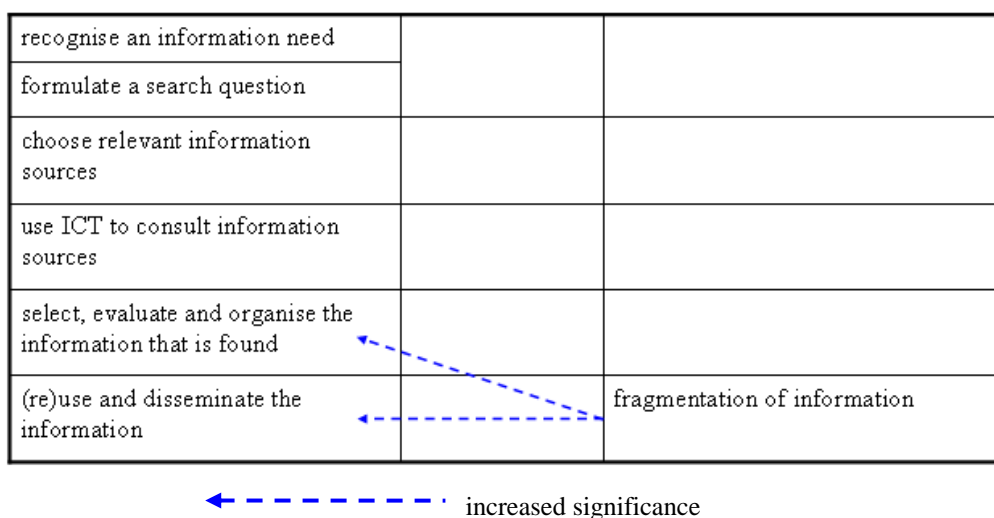 recognise an information need
formulate a search question
choose relevant information
sources
use ICT to consult information
sources
select, evaluate and organise the
information that is found
(re)use and disseminate the
information
fragmentation of information
increased significance